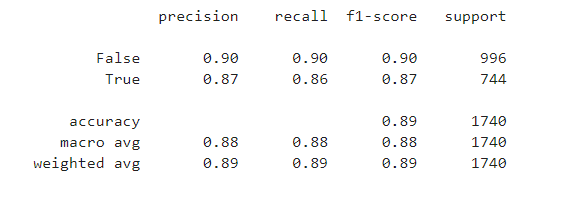 precision recall f1-score support
False 0.90 0.90 0.90 996
True 0.87 0.86 0.87 744
accuracy 0.89 1740
macro avg 0.88 0.88 0.88 1740
weighted avg 0.89 0.89 0.89 1740